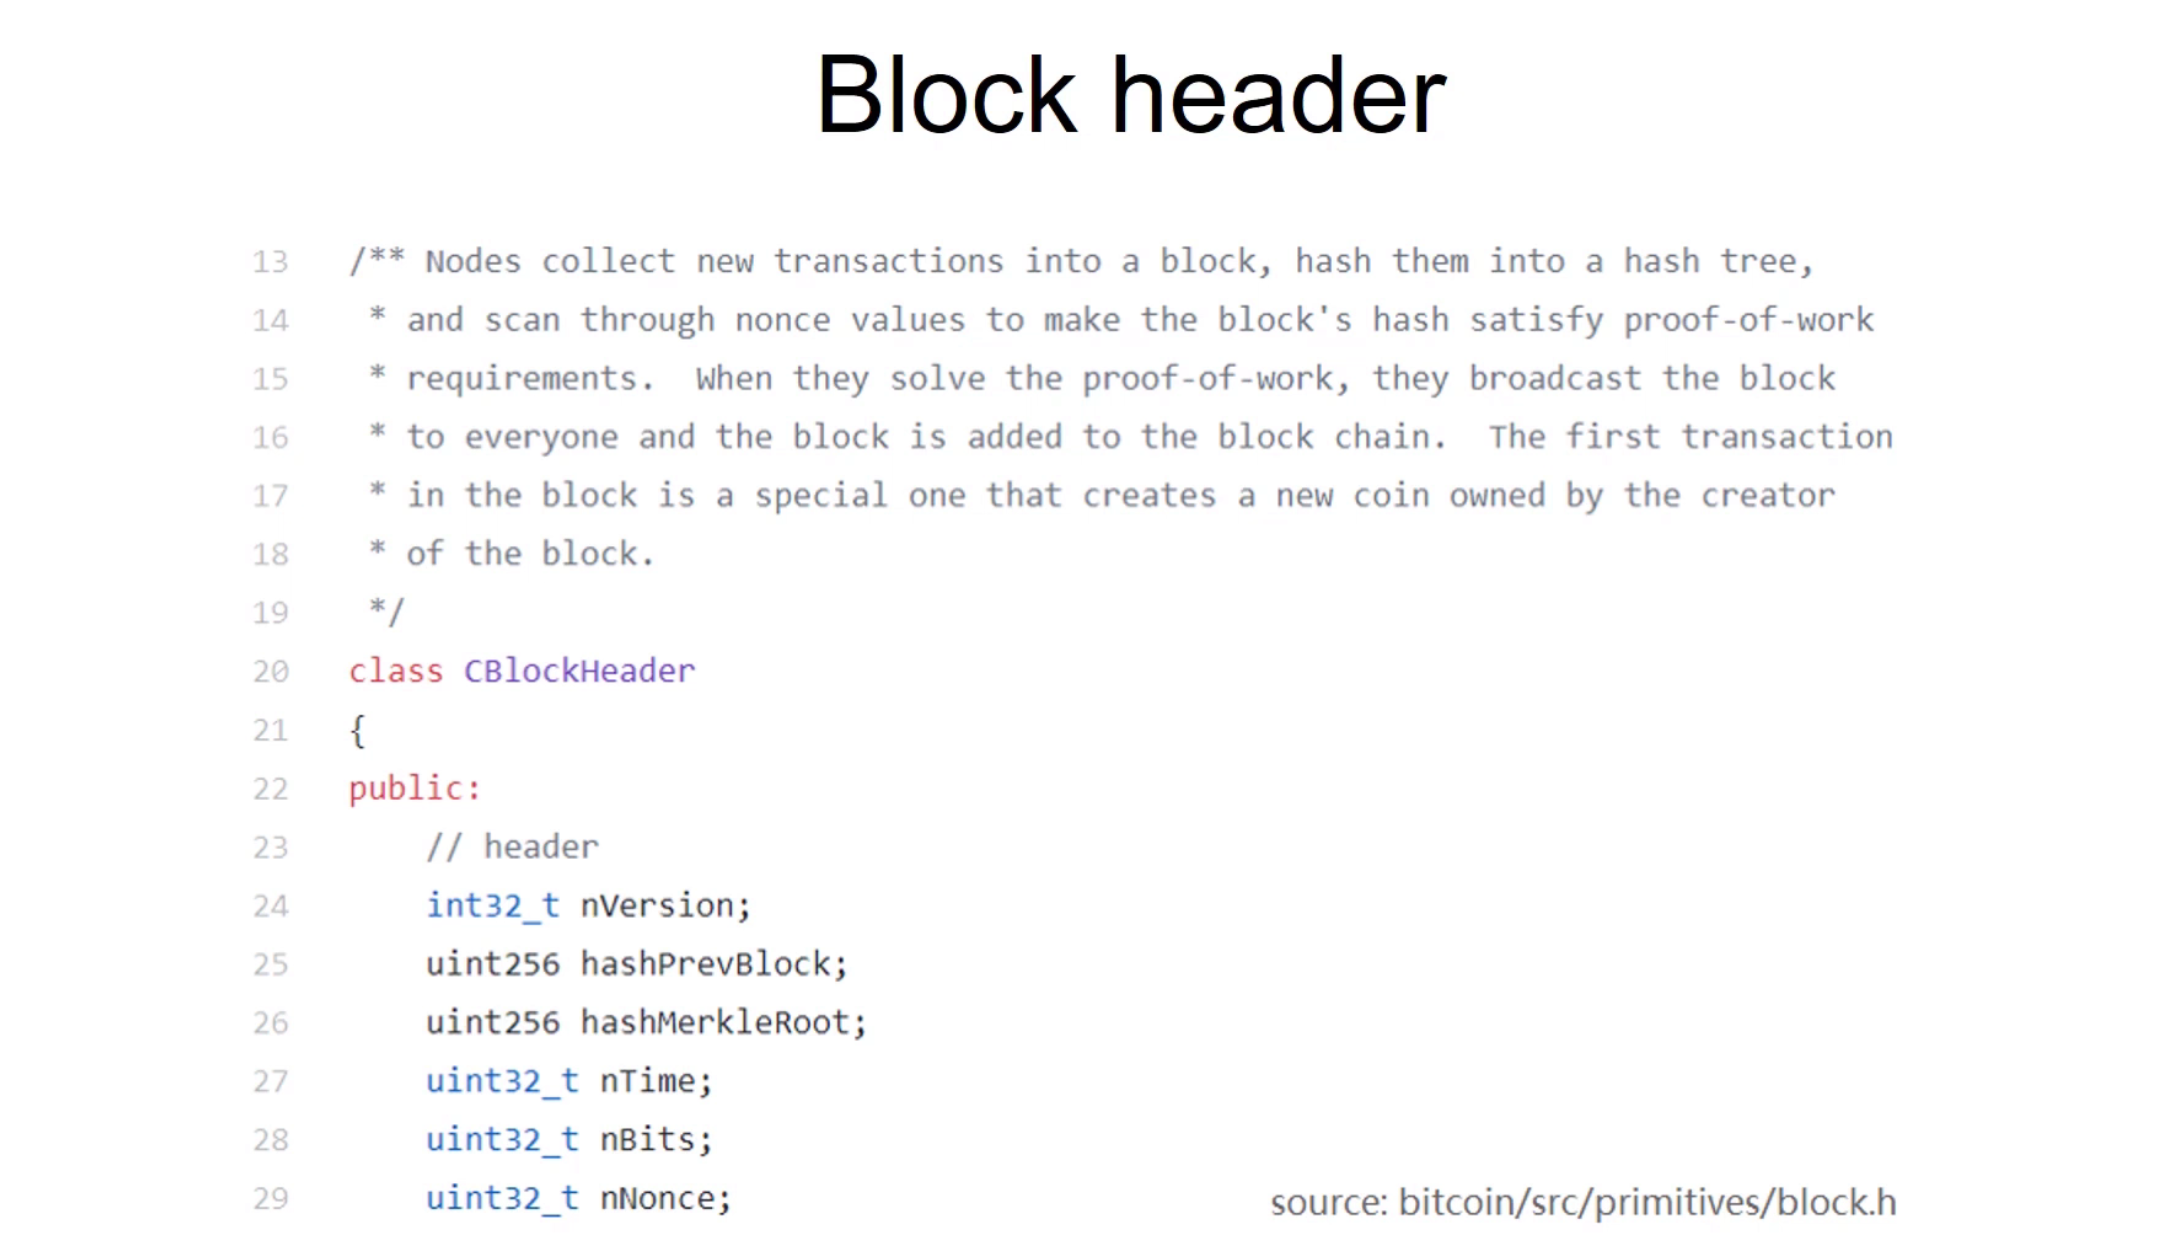 Block header
13 /** Nodes collect new transactions into a block, hash them into a hash tree,
14  * and scan through nonce values to make the block's hash satisfy proof-of-work
15  * requirements.  When they solve the proof-of-work, they broadcast the block
16  * to everyone and the block is added to the block chain.  The first transaction
17  * in the block is a special one that creates a new coin owned by the creator
18  * of the block.
19  */
20 class CBlockHeader
21 {
22 public:
23     // header
24     int32_t nVersion;
25     uint256 hashPrevBlock;
26     uint256 hashMerkleRoot;
27     uint32_t nTime;
28     uint32_t nBits;
29     uint32_t nNonce;
source: bitcoin/src/primitives/block.h